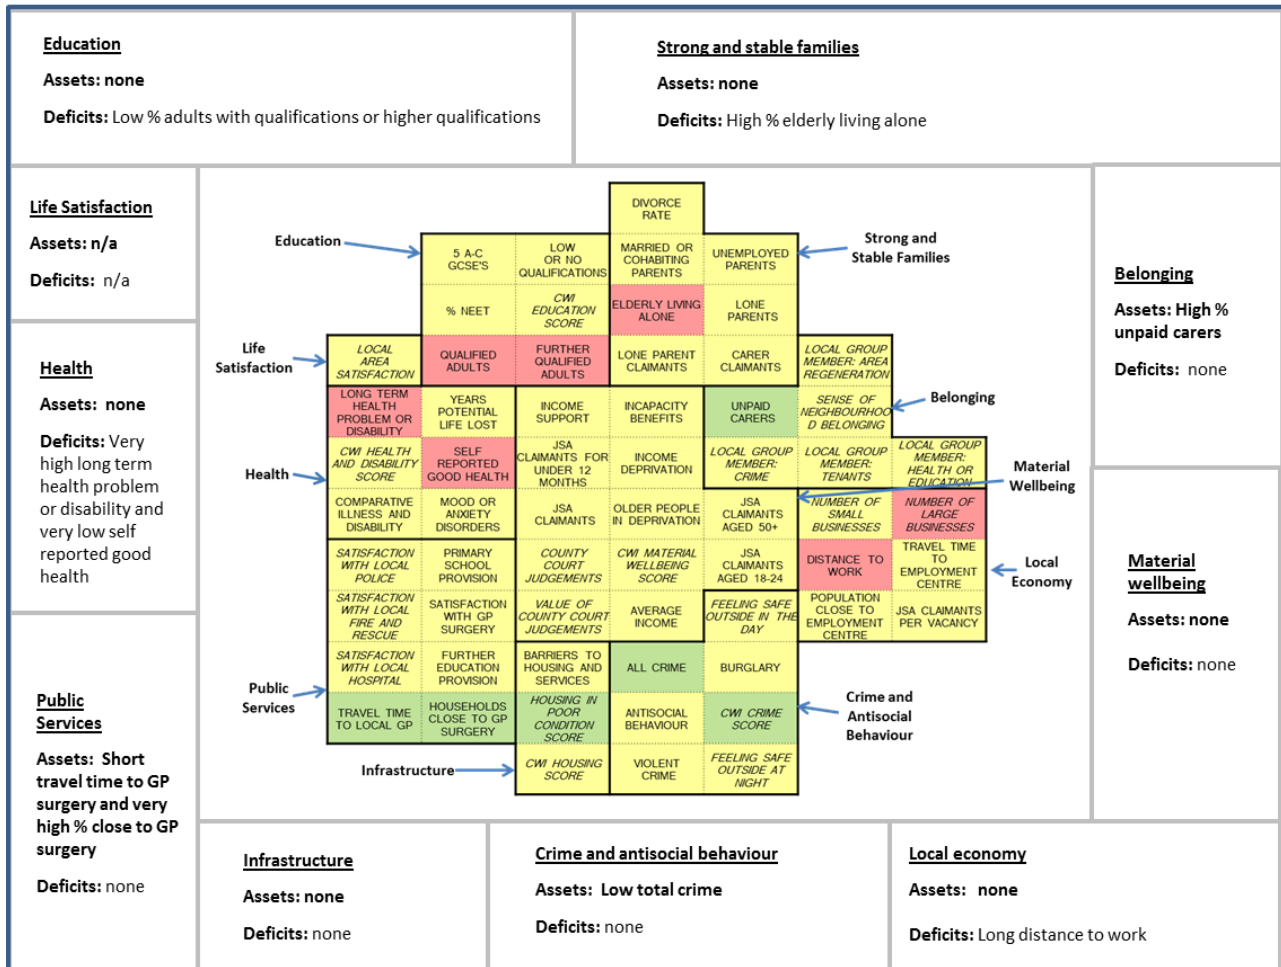 Education
Assets: none
Deficits: Low % adults with qualifications or higher qualifications
Strong and stable families
Assets: none
Deficits: High % elderly living alone
Life Satisfaction
Assets: n/a
Deficits: n/a
Health
Assets: none
Deficits: Very
high long term
health problem
or disability and
very low self
reported good
health
Public
Services
Assets: Short
travel time to GP
surgery and very
high % close to GP
surgery
Deficits: none
Education
Strong and
Stable Families
Life
Satisfaction
Belonging
Health
Material
Wellbeing
Local
Economy
Public
Services
Crime and
Antisocial
Behaviour
Infrastructure
DIVORCE
RATE
5 A-C
GCSE'S
LOW
OR NO
QUALIFICATIONS
MARRIED OR
COHABITING
PARENTS
UNEMPLOYED
PARENTS
% NEET
CWI
EDUCATION
SCORE
ELDERLY LIVING
ALONE
LONE
PARENTS
LOCAL
AREA
SATISFACTION
QUALIFIED
ADULTS
FURTHER
QUALIFIED
ADULTS
LONE PARENT
CLAIMANTS
CARER
CLAIMANTS
LOCAL GROUP
MEMBER: AREA
REGENERATION
LONG TERM
HEALTH
PROBLEM OR
DISABILITY
YEARS
POTENTIAL
LIFE LOST
INCOME
SUPPORT
INCAPACITY
BENEFITS
UNPAID
CARERS
SENSE OF
NEIGHBOURHOO
D BELONGING
CWI HEALTH
AND DISABILITY
SCORE
SELF
REPORTED
GOOD HEALTH
JSA
CLAIMANTS FOR
UNDER 12
MONTHS
INCOME
DEPRIVATION
LOCAL GROUP
MEMBER:
CRIME
LOCAL GROUP
MEMBER:
TENANTS
LOCAL GROUP
MEMBER:
HEALTH OR
EDUCATION
COMPARATIVE
ILLNESS AND
DISABILITY
MOOD OR
ANXIETY
DISORDERS
JSA
CLAIMANTS
OLDER PEOPLE
IN DEPRIVATION
JSA
CLAIMANTS
AGED 50+
NUMBER OF
SMALL
BUSINESSES
NUMBER OF
LARGE
BUSINESSES
SATISFACTION
WITH LOCAL
POLICE
PRIMARY
SCHOOL
PROVISION
COUNTY
COURT
JUDGEMENTS
CWI MATERIAL
WELLBEING
SCORE
JSA
CLAIMANTS
AGED 18-24
DISTANCE TO
WORK
TRAVEL TIME
TO
EMPLOYMENT
CENTRE
SATISFACTION
WITH LOCAL
FIRE AND
RESCUE
SATISFACTION
WITH GP
SURGERY
VALUE OF
COUNTY COURT
JUDGEMENTS
AVERAGE
INCOME
FEELING SAFE
OUTSIDE IN THE
DAY
POPULATION
CLOSE TO
EMPLOYMENT
CENTRE
JSA CLAIMANTS
PER VACANCY
SATISFACTION
WITH LOCAL
HOSPITAL
FURTHER
EDUCATION
PROVISION
BARRIERS TO
HOUSING AND
SERVICES
ALL CRIME
BURGLARY
TRAVEL TIME
TO LOCAL GP
HOUSEHOLDS
CLOSE TO GP
SURGERY
HOUSING IN
POOR
CONDITION
SCORE
ANTISOCIAL
BEHAVIOUR
CWI CRIME
SCORE
CWI HOUSING
SCORE
VIOLENT
CRIME
FEELING SAFE
OUTSIDE AT
NIGHT
Belonging
Assets: High %
unpaid carers
Deficits: none
Material
wellbeing
Assets: none
Deficits: none
Infrastructure
Assets: none
Deficits: none
Crime and antisocial behaviour
Assets: Low total crime
Deficits: none
Local economy
Assets: none
Deficits: Long distance to work